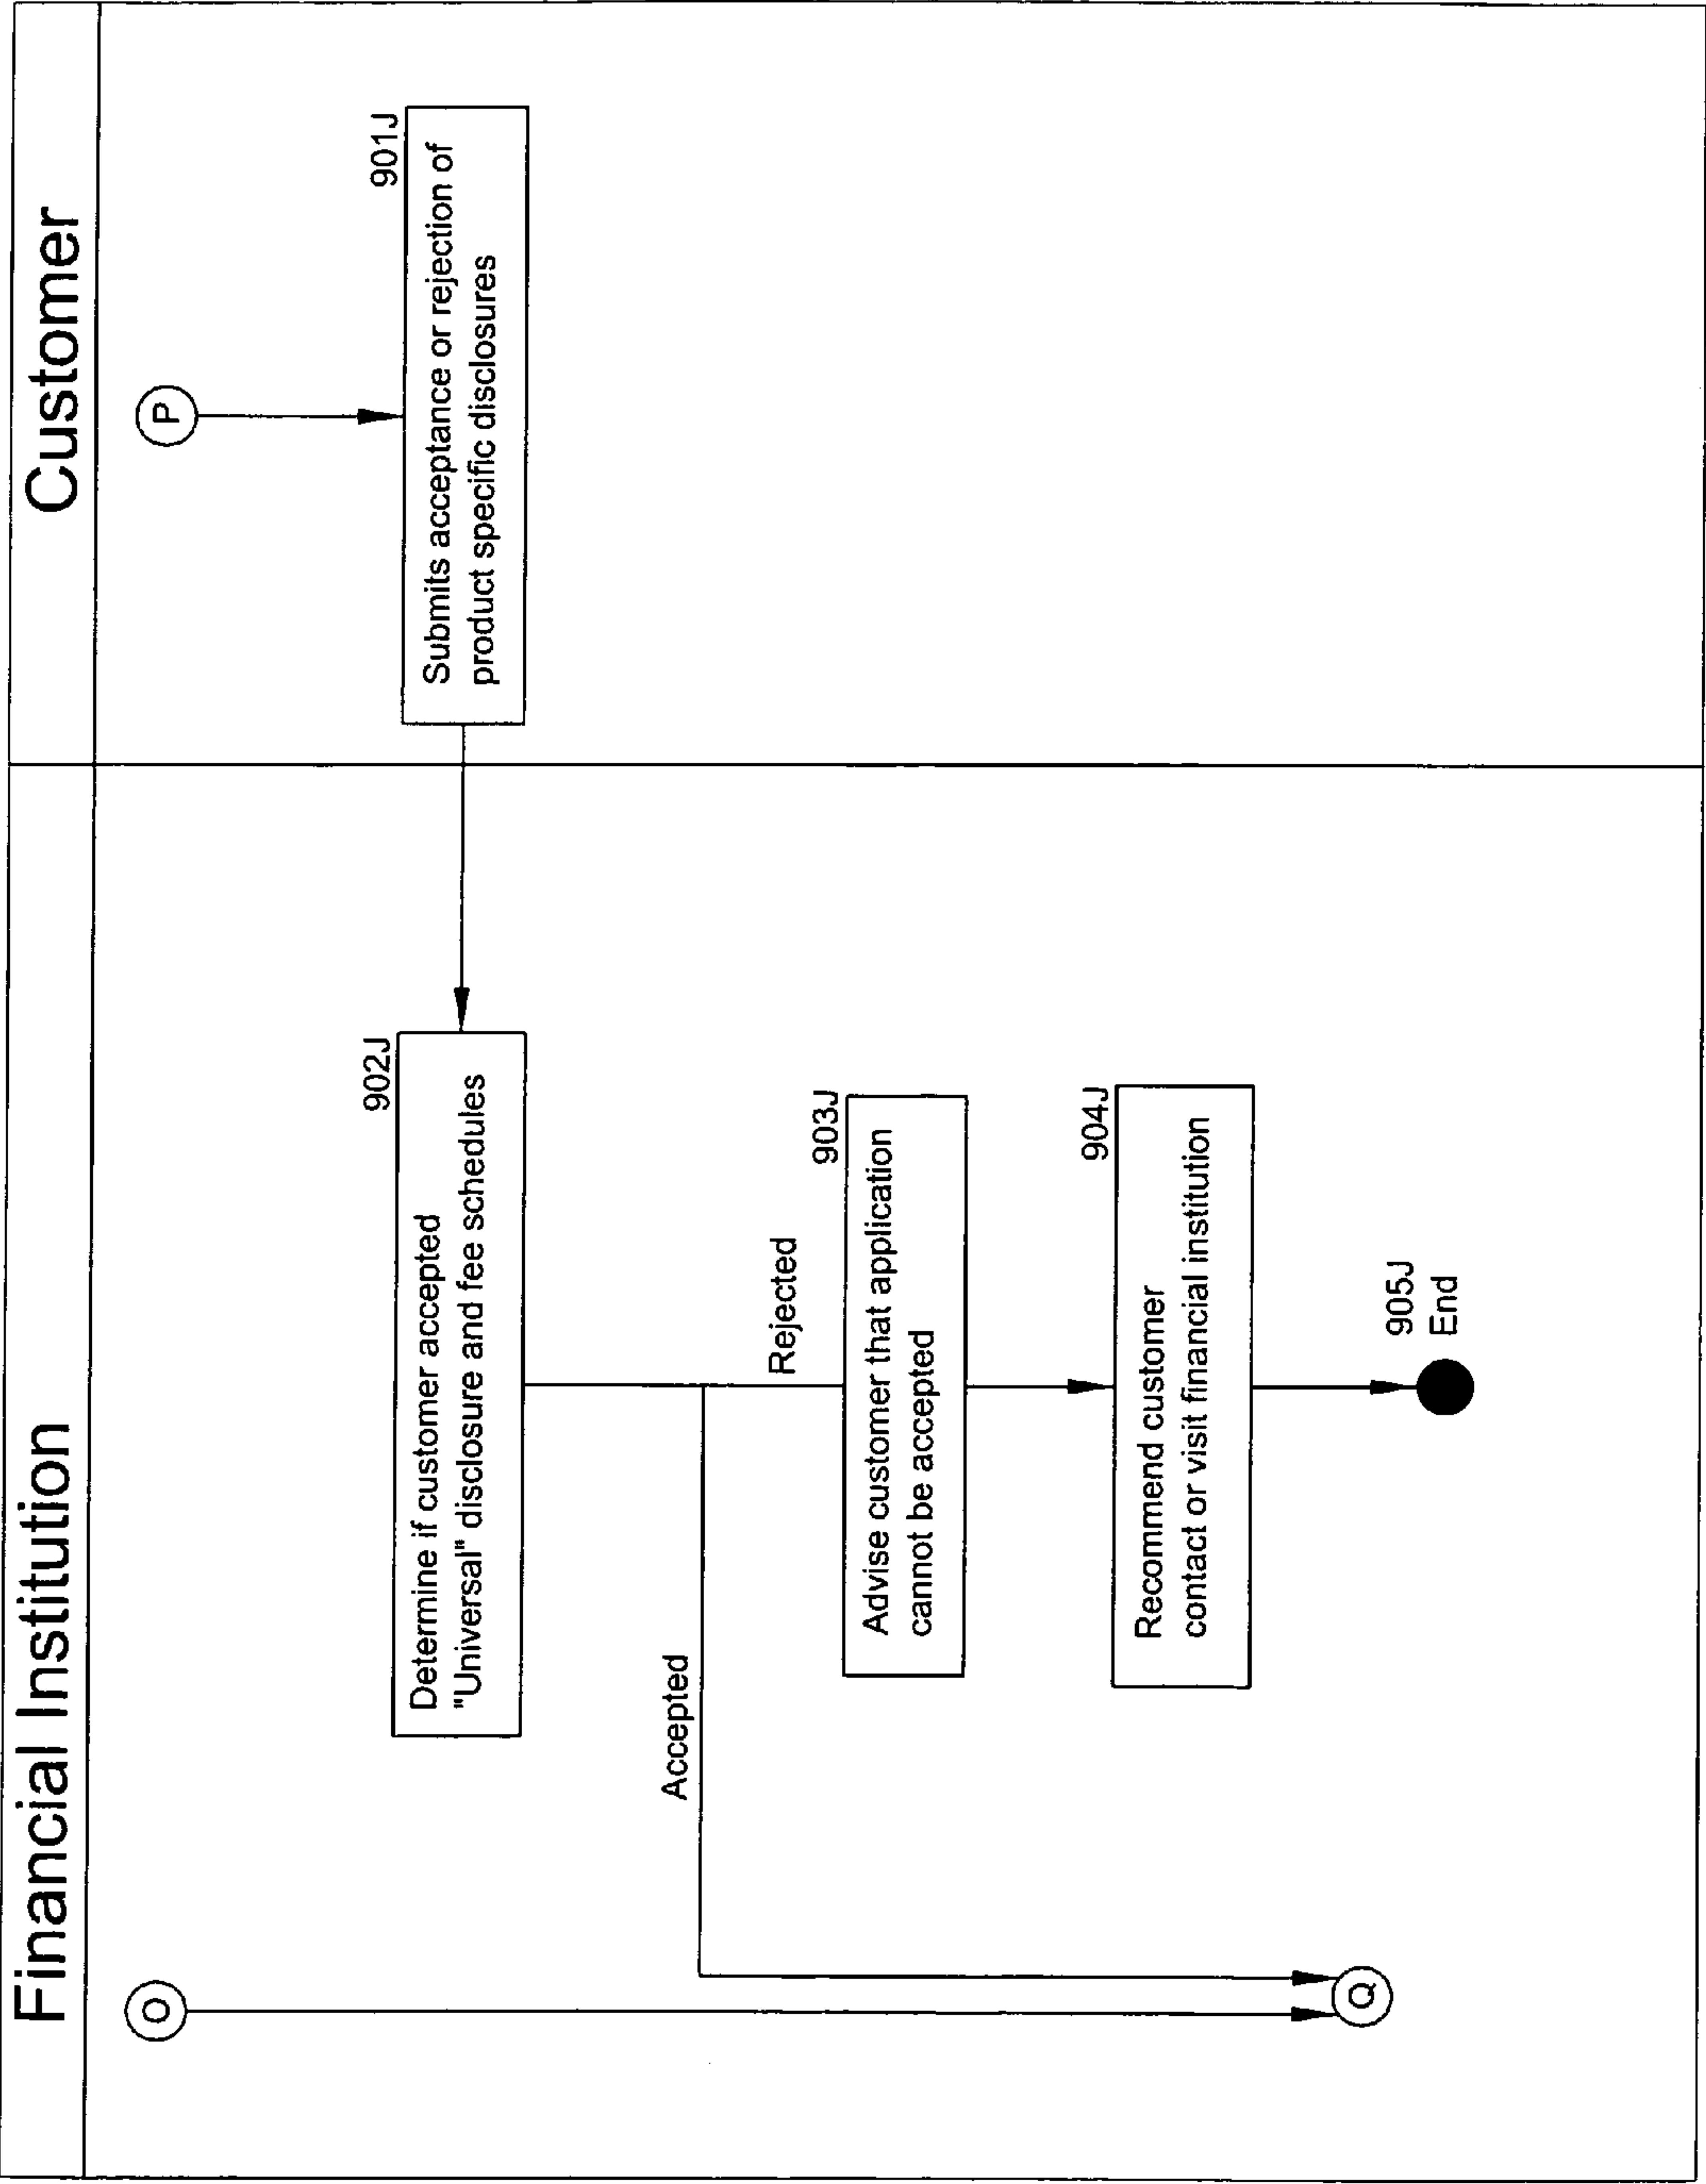 Financial Institution
Customer
O
P
901J
Submits acceptance or rejection of
product specific disclosures
902J
Determine if customer accepted
"Universal" disclosure and fee schedules
Accepted
Rejected
903J
Advise customer that application
cannot be accepted
904J
Recommend customer
contact or visit financial institution
Q
905J
End